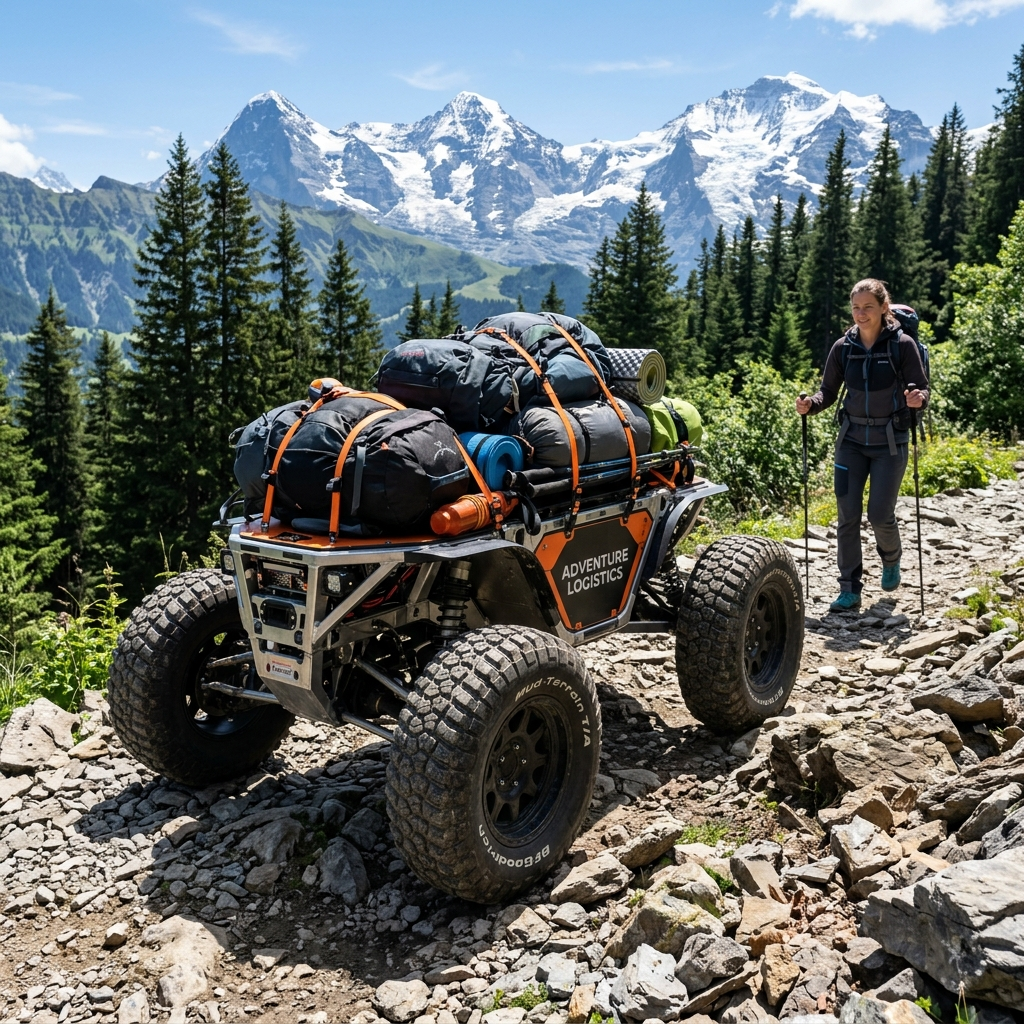 ADVENTURE
LOGISTICS
Mud-Terrain T/A
BFGoodrich